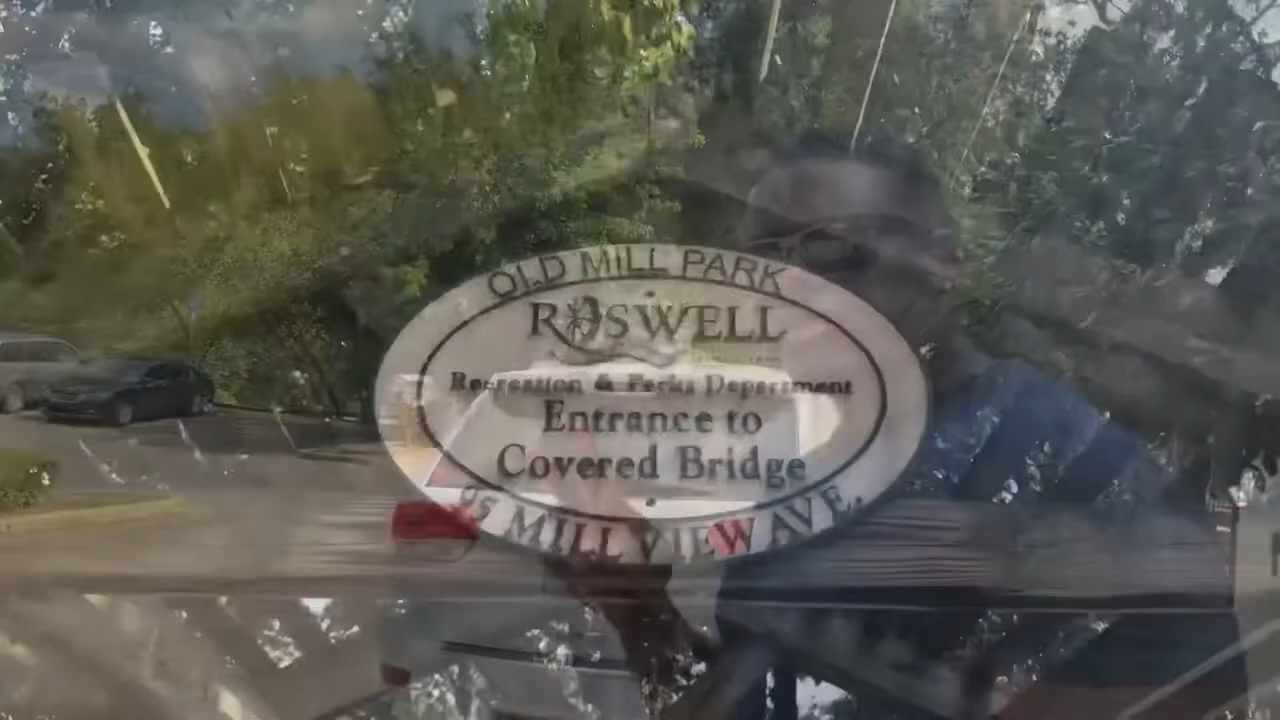 OLD MILL PARK
ROSWELL
Recreation & Parks Department
Entrance to
Covered Bridge
95 MILL VIEW AVE.